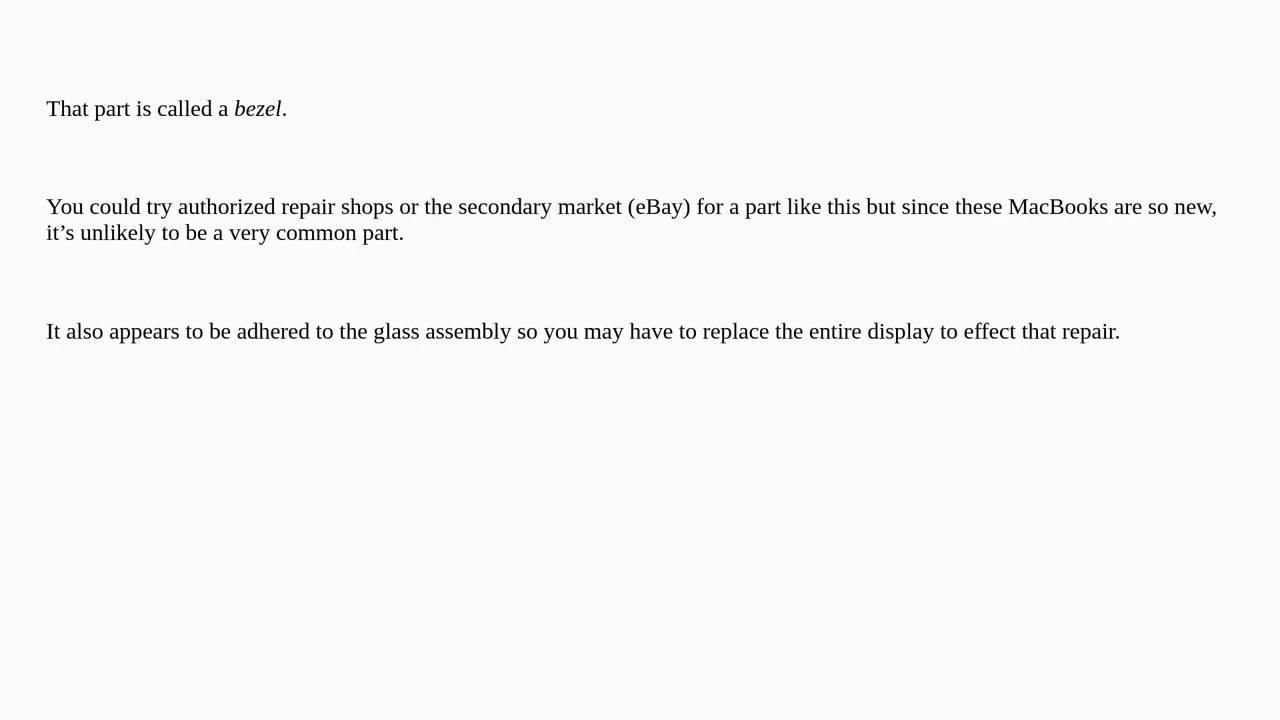 That part is called a bezel.
You could try authorized repair shops or the secondary market (eBay) for a part like this but since these MacBooks are so new,
it’s unlikely to be a very common part.
It also appears to be adhered to the glass assembly so you may have to replace the entire display to effect that repair.